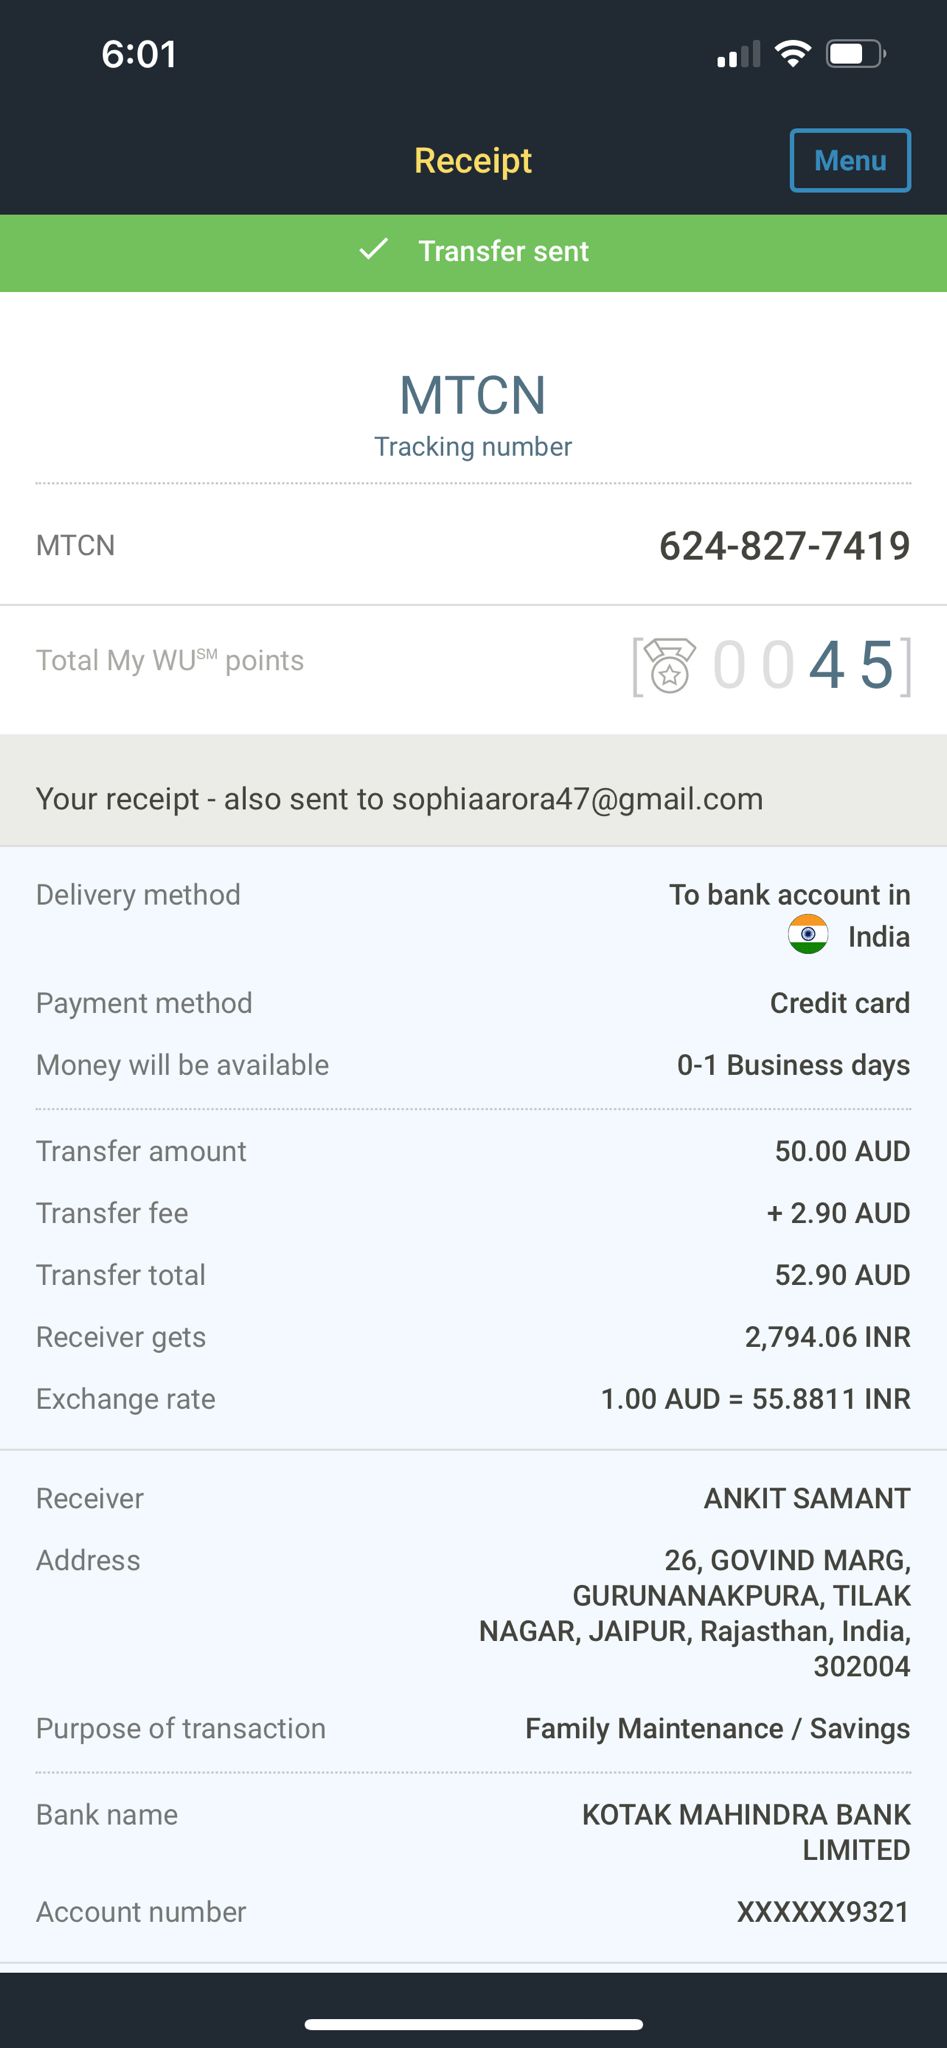 6:01
Receipt
Menu
Transfer sent
MTCN
Tracking number
MTCN 624-827-7419
Total My WU℠ points [0045]
Your receipt - also sent to sophiaarora47@gmail.com
Delivery method To bank account in
India
Payment method Credit card
Money will be available 0-1 Business days
Transfer amount 50.00 AUD
Transfer fee + 2.90 AUD
Transfer total 52.90 AUD
Receiver gets 2,794.06 INR
Exchange rate 1.00 AUD = 55.8811 INR
Receiver ANKIT SAMANT
Address 26, GOVIND MARG,
GURUNANAKPURA, TILAK
NAGAR, JAIPUR, Rajasthan, India,
302004
Purpose of transaction Family Maintenance / Savings
Bank name KOTAK MAHINDRA BANK
LIMITED
Account number XXXXXX9321